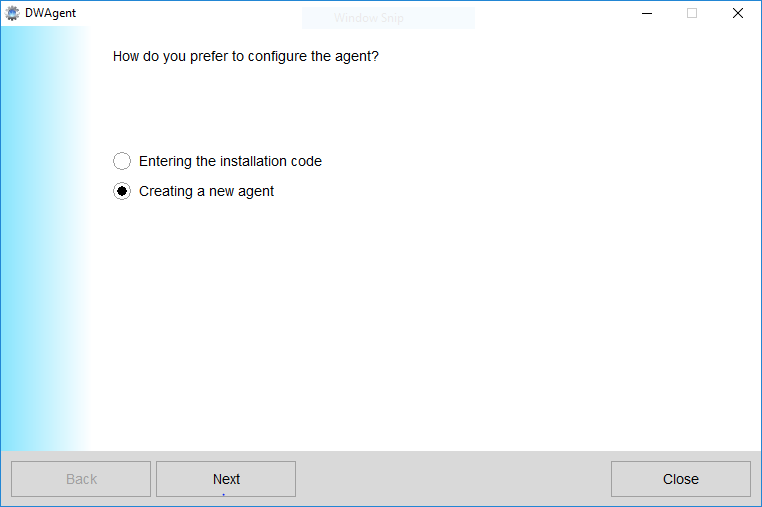 DWAgent
Window Snip
How do you prefer to configure the agent?
Entering the installation code
Creating a new agent
Back
Next
Close